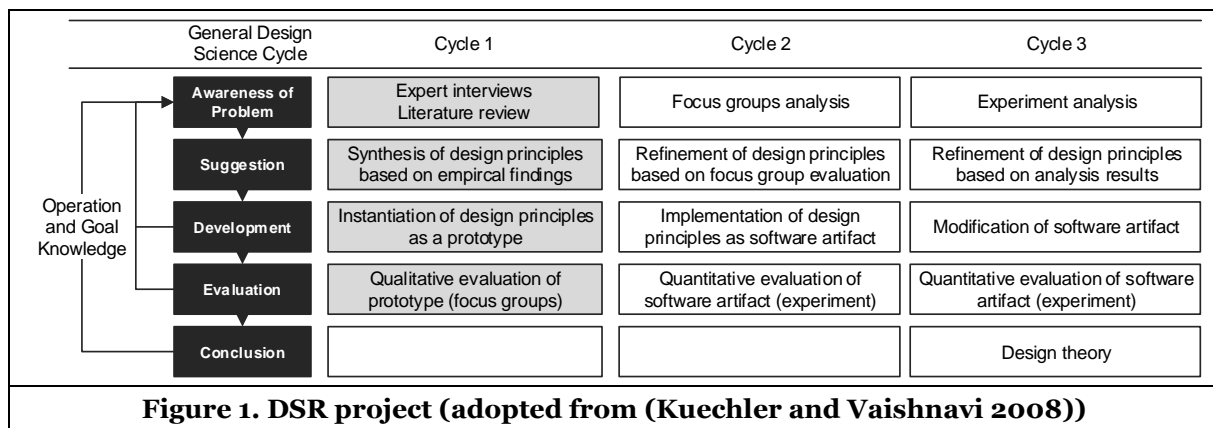 General Design
Science Cycle
Cycle 1
Cycle 2
Cycle 3
Awareness of
Problem
Expert interviews
Literature review
Focus groups analysis
Experiment analysis
Suggestion
Synthesis of design principles
based on empircal findings
Refinement of design principles
based on focus group evaluation
Refinement of design principles
based on analysis results
Operation
and Goal
Knowledge
Development
Instantiation of design principles
as a prototype
Implementation of design
principles as software artifact
Modification of software artifact
Evaluation
Qualitative evaluation of
prototype (focus groups)
Quantitative evaluation of
software artifact (experiment)
Quantitative evaluation of software
artifact (experiment)
Conclusion
Design theory
Figure 1. DSR project (adopted from (Kuechler and Vaishnavi 2008))